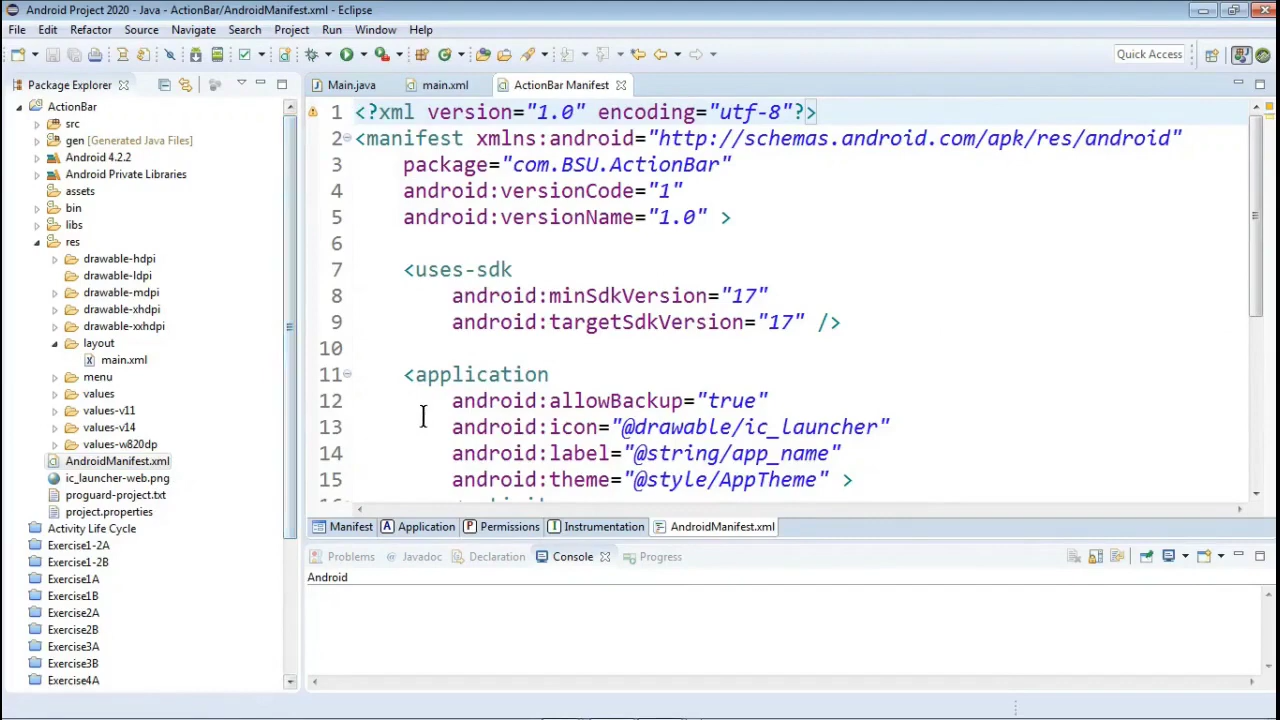 Android Project 2020 - Java - ActionBar/AndroidManifest.xml - Eclipse
File Edit Refactor Source Navigate Search Project Run Window Help
Quick Access
Package Explorer
ActionBar
src
gen [Generated Java Files]
Android 4.2.2
Android Private Libraries
assets
bin
libs
res
drawable-hdpi
drawable-ldpi
drawable-mdpi
drawable-xhdpi
drawable-xxhdpi
layout
main.xml
menu
values
values-v11
values-v14
values-w820dp
AndroidManifest.xml
ic_launcher-web.png
proguard-project.txt
project.properties
Activity Life Cycle
Exercise1-2A
Exercise1-2B
Exercise1A
Exercise1B
Exercise2A
Exercise2B
Exercise3A
Exercise3B
Exercise4A
Main.java main.xml ActionBar Manifest
1 <?xml version="1.0" encoding="utf-8"?>
2 <manifest xmlns:android="http://schemas.android.com/apk/res/android"
3 package="com.BSU.ActionBar"
4 android:versionCode="1"
5 android:versionName="1.0" >
6
7 <uses-sdk
8 android:minSdkVersion="17"
9 android:targetSdkVersion="17" />
10
11 <application
12 android:allowBackup="true"
13 android:icon="@drawable/ic_launcher"
14 android:label="@string/app_name"
15 android:theme="@style/AppTheme" >
Manifest Application Permissions Instrumentation AndroidManifest.xml
Problems Javadoc Declaration Console Progress
Android